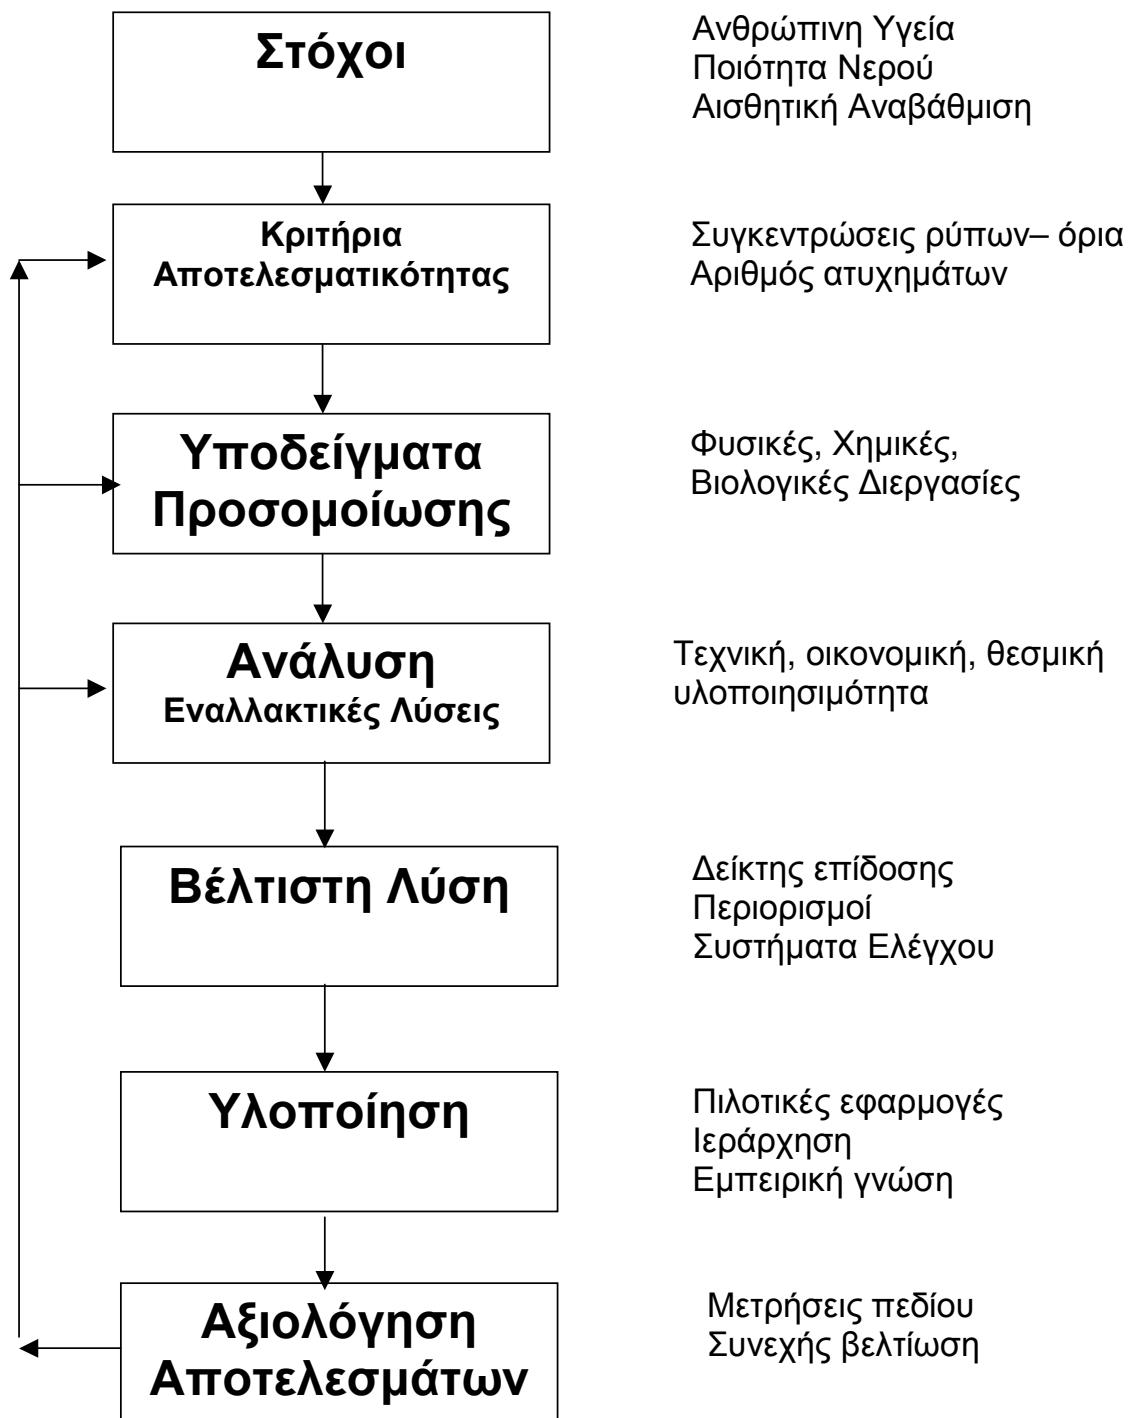 Στόχοι
Ανθρώπινη Υγεία
Ποιότητα Νερού
Αισθητική Αναβάθμιση
Κριτήρια
Αποτελεσματικότητας
Συγκεντρώσεις ρύπων– όρια
Αριθμός ατυχημάτων
Υποδείγματα
Προσομοίωσης
Φυσικές, Χημικές,
Βιολογικές Διεργασίες
Ανάλυση
Εναλλακτικές Λύσεις
Τεχνική, οικονομική, θεσμική
υλοποιησιμότητα
Βέλτιστη Λύση
Δείκτης επίδοσης
Περιορισμοί
Συστήματα Ελέγχου
Υλοποίηση
Πιλοτικές εφαρμογές
Ιεράρχηση
Εμπειρική γνώση
Αξιολόγηση
Αποτελεσμάτων
Μετρήσεις πεδίου
Συνεχής βελτίωση